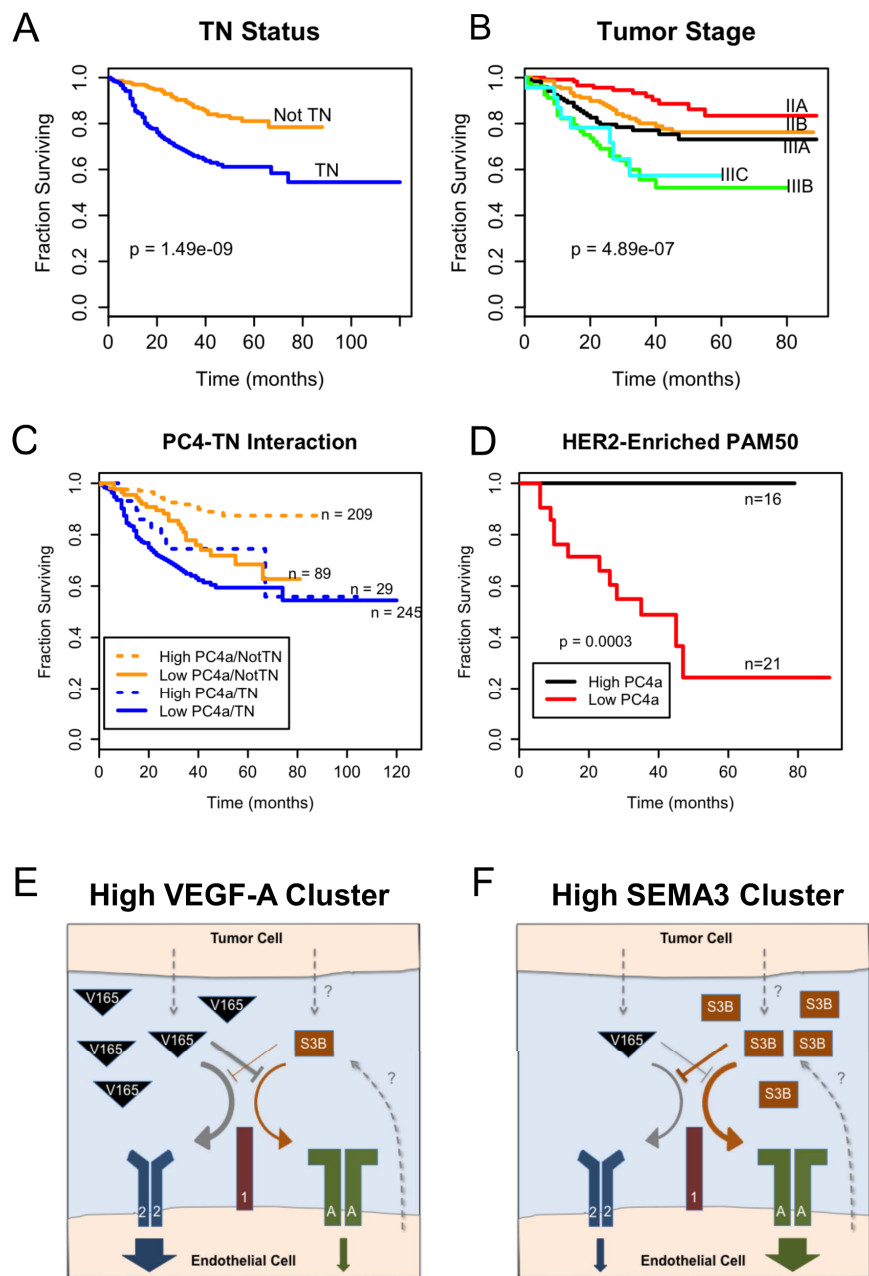 A
TN Status
Fraction Surviving
1.0
0.8
0.6
0.4
0.2
0.0
Not TN
TN
p = 1.49e-09
0
20
40
60
80
100
Time (months)
B
Tumor Stage
Fraction Surviving
1.0
0.8
0.6
0.4
0.2
0.0
IIA
IIB
IIIA
IIIC
IIIB
p = 4.89e-07
0
20
40
60
80
Time (months)
C
PC4-TN Interaction
Fraction Surviving
1.0
0.8
0.6
0.4
0.2
0.0
n = 209
n = 89
n = 29
n = 245
High PC4a/NotTN
Low PC4a/NotTN
High PC4a/TN
Low PC4a/TN
0
20
40
60
80
100
120
Time (months)
D
HER2-Enriched PAM50
Fraction Surviving
1.0
0.8
0.6
0.4
0.2
0.0
n=16
p = 0.0003
n=21
High PC4a
Low PC4a
0
20
40
60
80
Time (months)
E
High VEGF-A Cluster
Tumor Cell
V165
V165
?
V165
V165
S3B
V165
?
2 2
1
A A
Endothelial Cell
F
High SEMA3 Cluster
Tumor Cell
?
S3B
S3B
V165
S3B
S3B
?
S3B
2 2
1
A A
Endothelial Cell